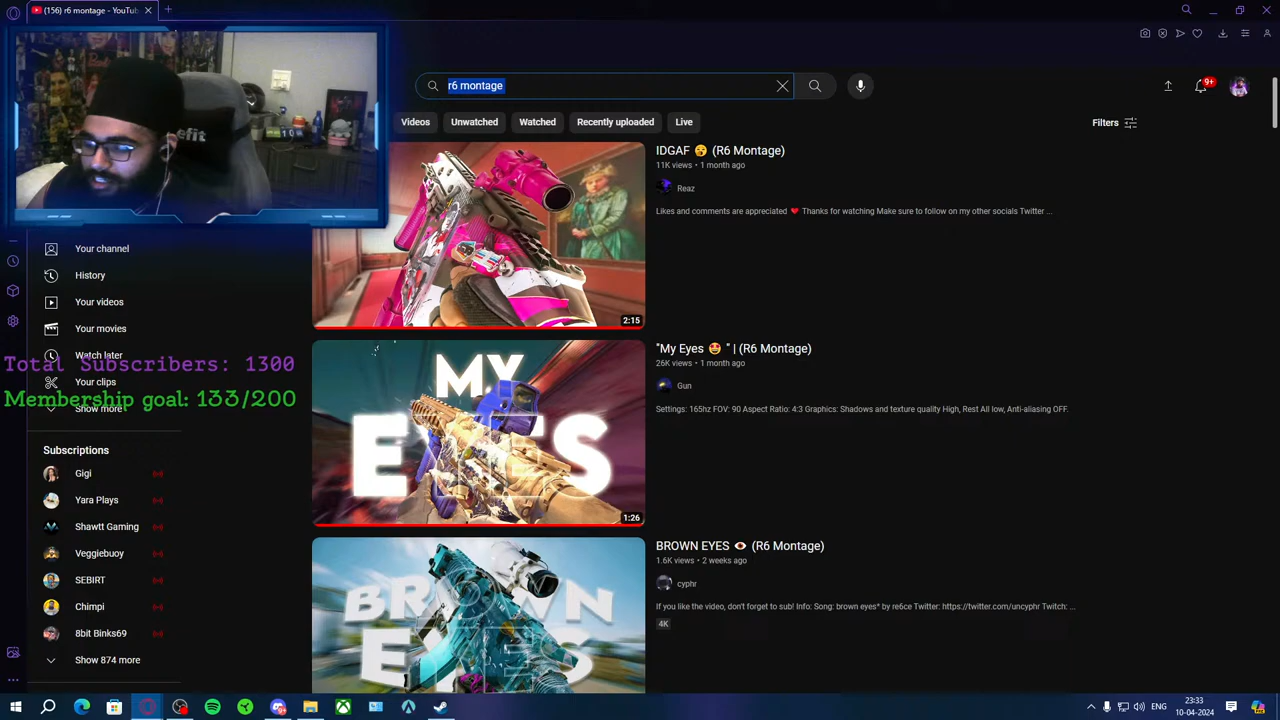 (156) r6 montage - YouTub
r6 montage
9+
Videos
Unwatched
Watched
Recently uploaded
Live
Filters
IDGAF 😵 (R6 Montage)
11K views • 1 month ago
Reaz
Likes and comments are appreciated ❤️ Thanks for watching Make sure to follow on my other socials Twitter ...
2:15
efit
Your channel
History
Your videos
Your movies
Watch later
Total Subscribers: 1300
Your clips
Membership goal: 133/200
Show more
MY
EYES
1:26
"My Eyes 🤩 " | (R6 Montage)
26K views • 1 month ago
Gun
Settings: 165hz FOV: 90 Aspect Ratio: 4:3 Graphics: Shadows and texture quality High, Rest All low, Anti-aliasing OFF.
Subscriptions
Gigi
Yara Plays
Shawtt Gaming
Veggiebuoy
SEBIRT
Chimpi
8bit Binks69
Show 874 more
BROWN
EYES
BROWN EYES 👁 (R6 Montage)
1.6K views • 2 weeks ago
cyphr
If you like the video, don't forget to sub! Info: Song: brown eyes* by re6ce Twitter: https://twitter.com/uncyphr Twitch: ...
4K
ENG
23:33
10-04-2024